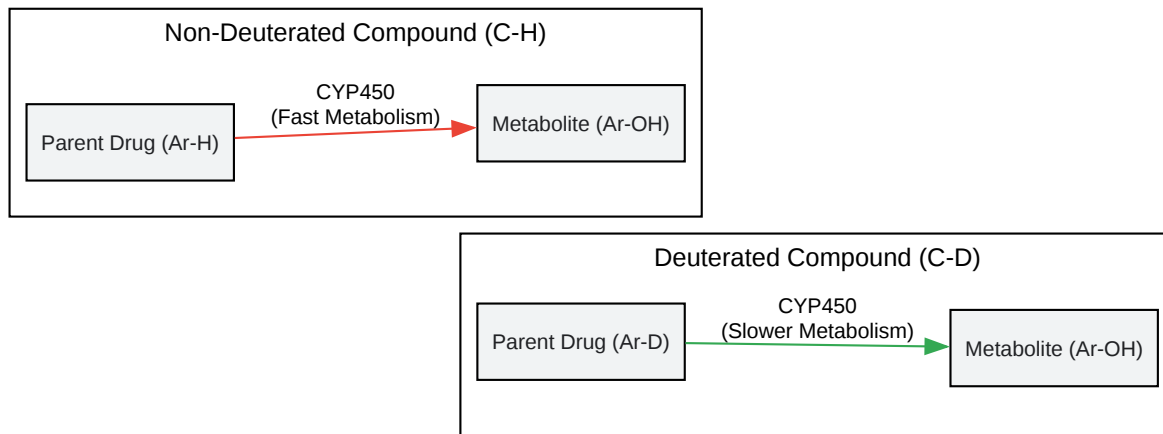 Non-Deuterated Compound (C-H)
CYP450
(Fast Metabolism)
Parent Drug (Ar-H)
Metabolite (Ar-OH)
Deuterated Compound (C-D)
CYP450
(Slower Metabolism)
Parent Drug (Ar-D)
Metabolite (Ar-OH)